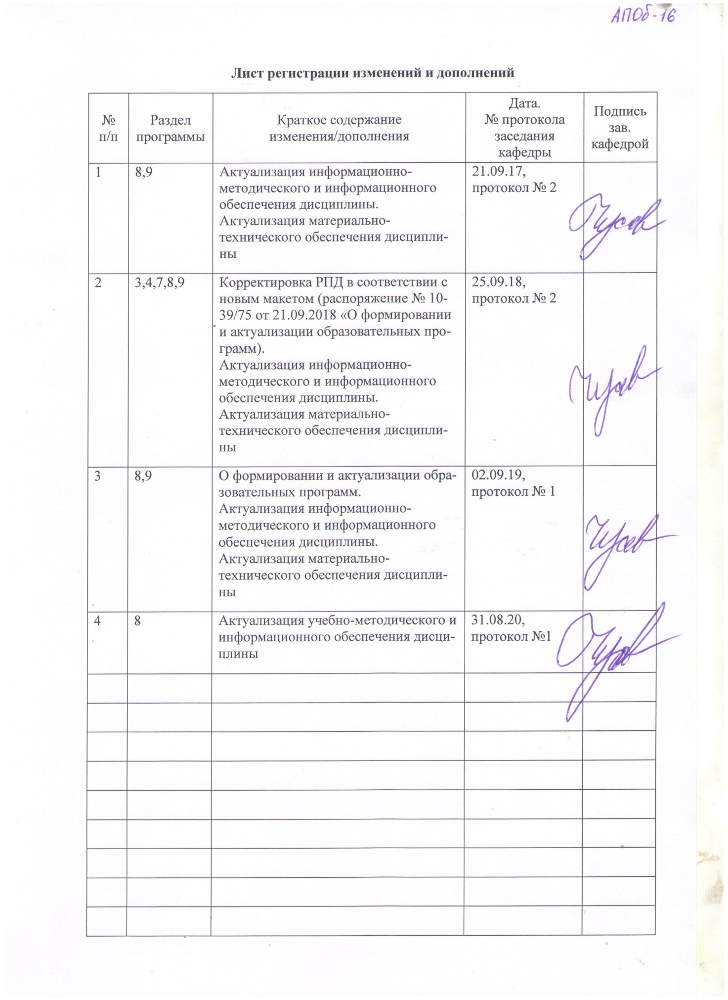 АПОб-16
Лист регистрации изменений и дополнений
№
п/п
Раздел
программы
Краткое содержание
изменения/дополнения
Дата.
№ протокола
заседания
кафедры
Подпись
зав.
кафедрой
1
8,9
Актуализация информационно-
методического и информационного
обеспечения дисциплины.
Актуализация материально-
технического обеспечения дисципли-
ны
21.09.17,
протокол № 2
2
3,4,7,8,9
Корректировка РПД в соответствии с
новым макетом (распоряжение № 10-
39/75 от 21.09.2018 «О формировании
и актуализации образовательных про-
грамм).
Актуализация информационно-
методического и информационного
обеспечения дисциплины.
Актуализация материально-
технического обеспечения дисципли-
ны
25.09.18,
протокол № 2
3
8,9
О формировании и актуализации обра-
зовательных программ.
Актуализация информационно-
методического и информационного
обеспечения дисциплины.
Актуализация материально-
технического обеспечения дисципли-
ны
02.09.19,
протокол № 1
4
8
Актуализация учебно-методического и
информационного обеспечения дисци-
плины
31.08.20,
протокол №1